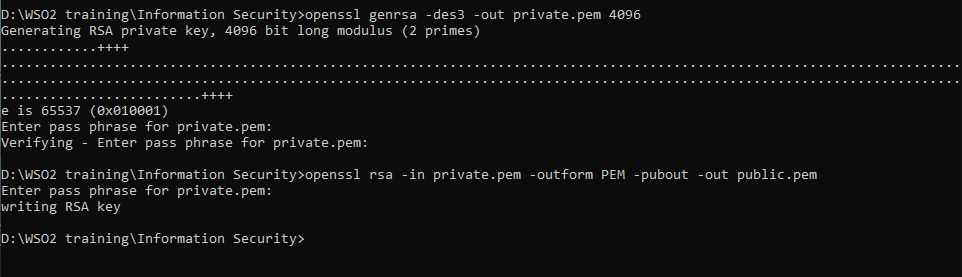 D:\WSO2 training\Information Security>openssl genrsa -des3 -out private.pem 4096
Generating RSA private key, 4096 bit long modulus (2 primes)
............++++
........................................................................................................................
........................................................................................................................
.........................++++
e is 65537 (0x010001)
Enter pass phrase for private.pem:
Verifying - Enter pass phrase for private.pem:
D:\WSO2 training\Information Security>openssl rsa -in private.pem -outform PEM -pubout -out public.pem
Enter pass phrase for private.pem:
writing RSA key
D:\WSO2 training\Information Security>